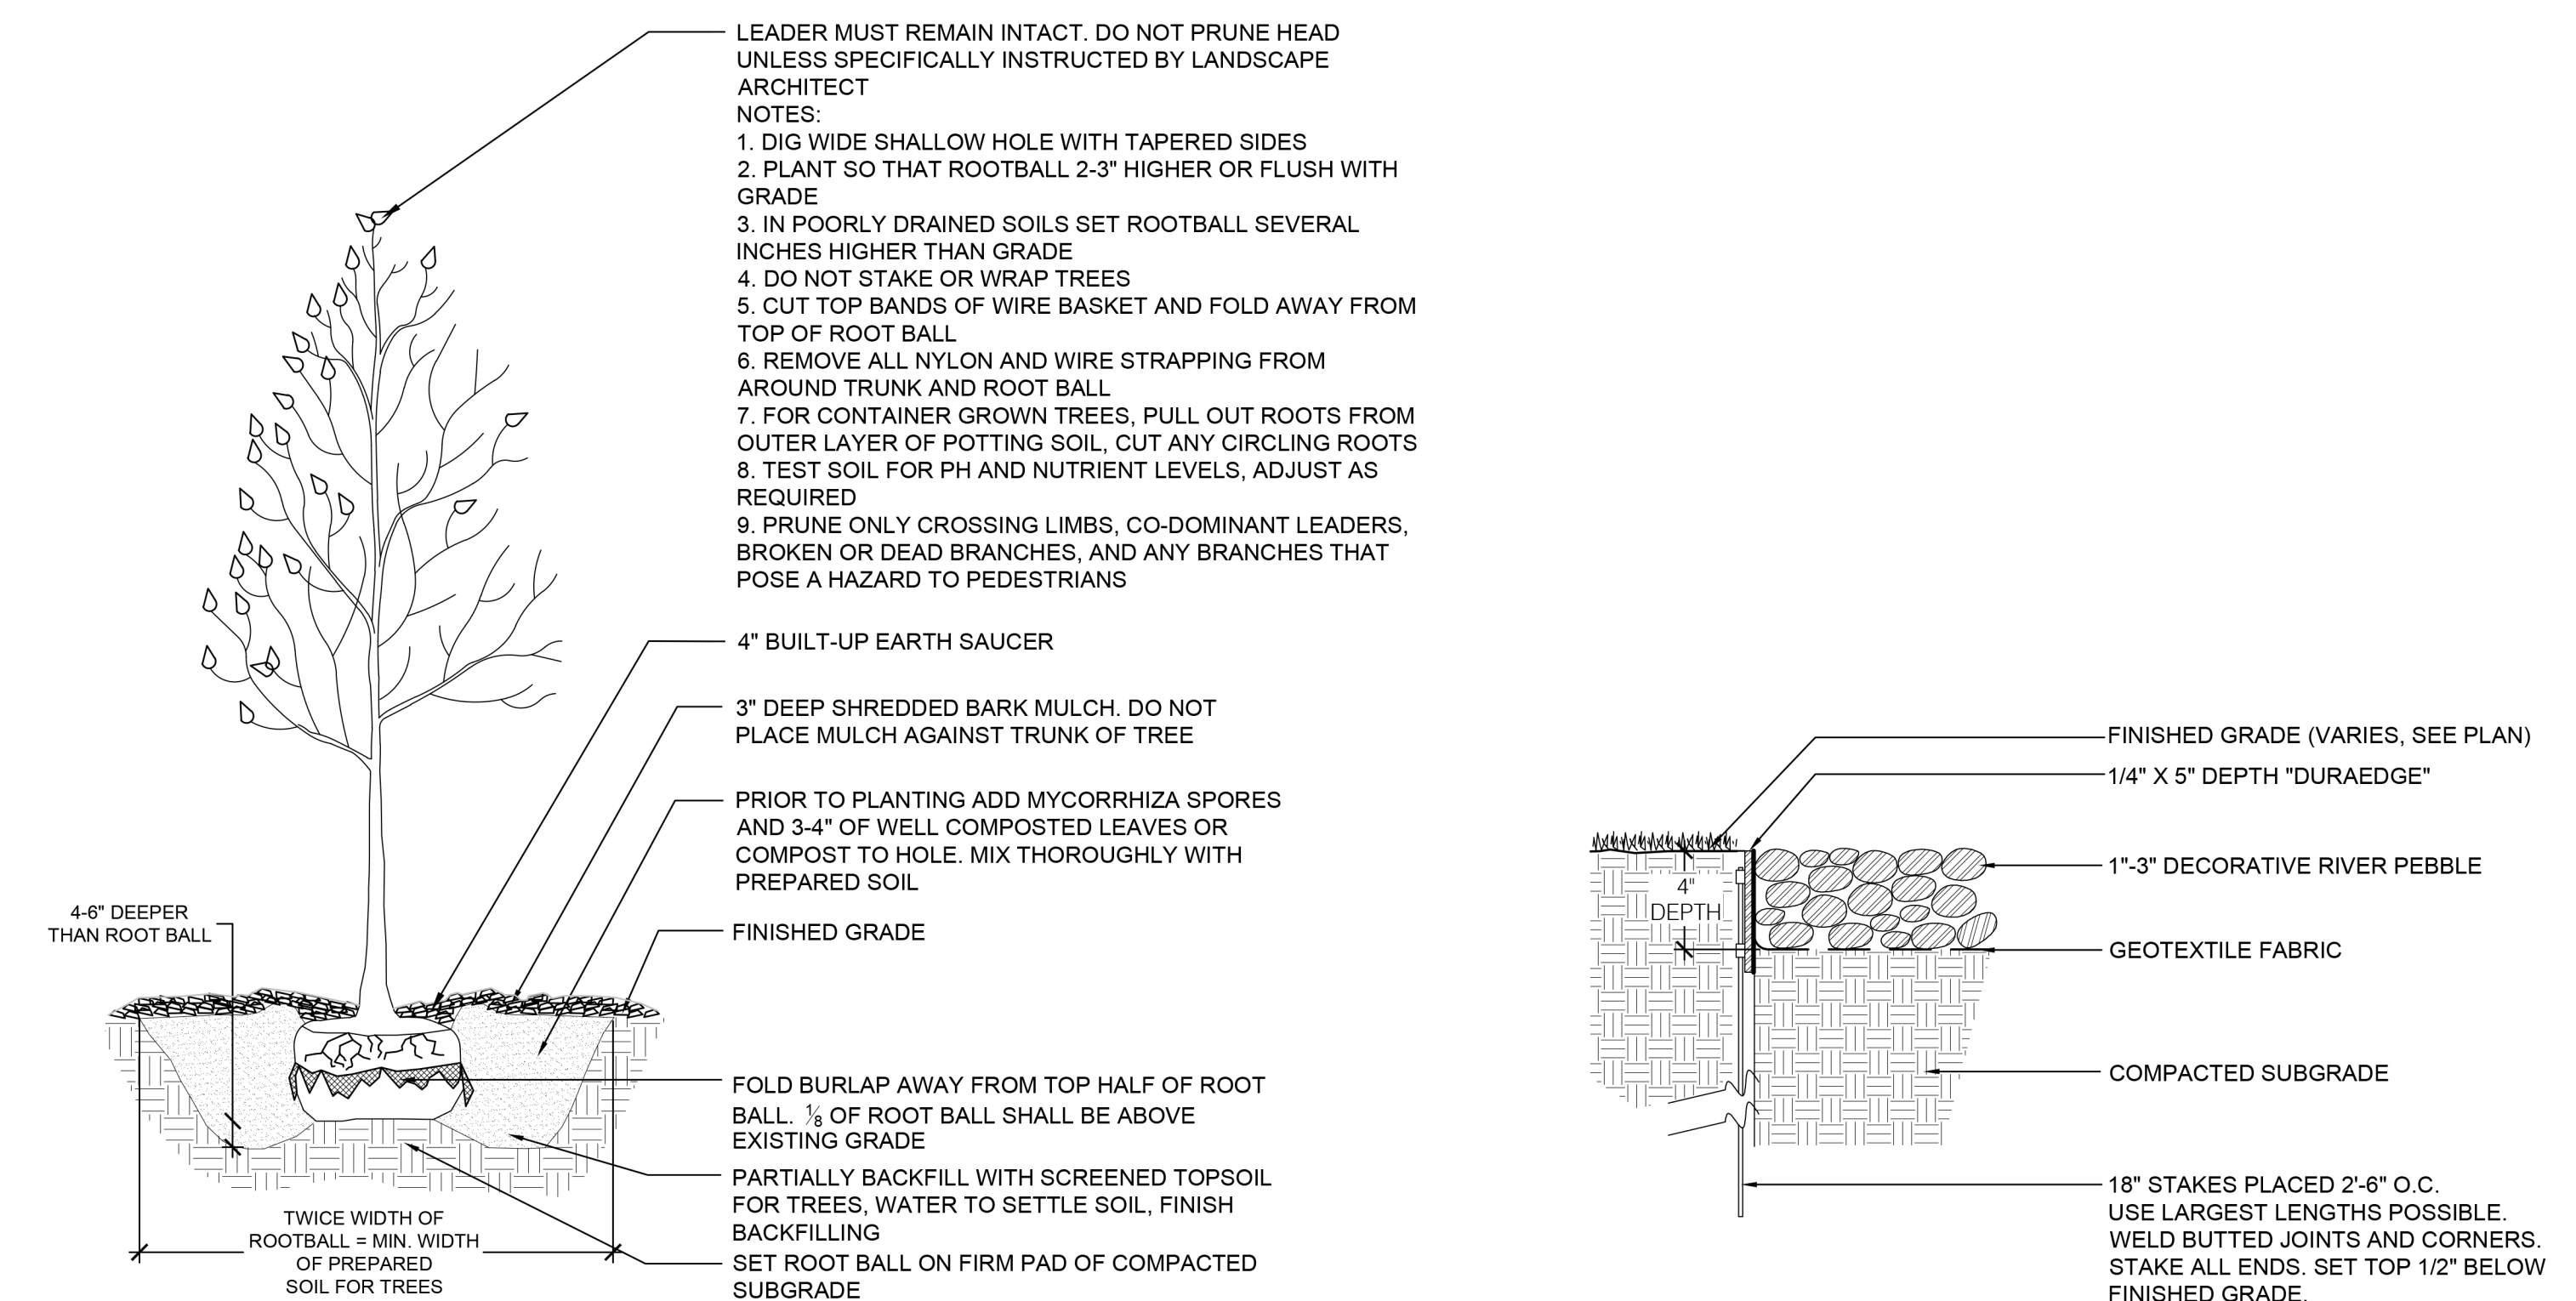 LEADER MUST REMAIN INTACT. DO NOT PRUNE HEAD
UNLESS SPECIFICALLY INSTRUCTED BY LANDSCAPE
ARCHITECT
NOTES:
1. DIG WIDE SHALLOW HOLE WITH TAPERED SIDES
2. PLANT SO THAT ROOTBALL 2-3" HIGHER OR FLUSH WITH
GRADE
3. IN POORLY DRAINED SOILS SET ROOTBALL SEVERAL
INCHES HIGHER THAN GRADE
4. DO NOT STAKE OR WRAP TREES
5. CUT TOP BANDS OF WIRE BASKET AND FOLD AWAY FROM
TOP OF ROOT BALL
6. REMOVE ALL NYLON AND WIRE STRAPPING FROM
AROUND TRUNK AND ROOT BALL
7. FOR CONTAINER GROWN TREES, PULL OUT ROOTS FROM
OUTER LAYER OF POTTING SOIL, CUT ANY CIRCLING ROOTS
8. TEST SOIL FOR PH AND NUTRIENT LEVELS, ADJUST AS
REQUIRED
9. PRUNE ONLY CROSSING LIMBS, CO-DOMINANT LEADERS,
BROKEN OR DEAD BRANCHES, AND ANY BRANCHES THAT
POSE A HAZARD TO PEDESTRIANS
4" BUILT-UP EARTH SAUCER
3" DEEP SHREDDED BARK MULCH. DO NOT
PLACE MULCH AGAINST TRUNK OF TREE
PRIOR TO PLANTING ADD MYCORRHIZA SPORES
AND 3-4" OF WELL COMPOSTED LEAVES OR
COMPOST TO HOLE. MIX THOROUGHLY WITH
PREPARED SOIL
4-6" DEEPER
THAN ROOT BALL
FINISHED GRADE
FOLD BURLAP AWAY FROM TOP HALF OF ROOT
BALL. ⅛ OF ROOT BALL SHALL BE ABOVE
EXISTING GRADE
PARTIALLY BACKFILL WITH SCREENED TOPSOIL
FOR TREES, WATER TO SETTLE SOIL, FINISH
BACKFILLING
SET ROOT BALL ON FIRM PAD OF COMPACTED
SUBGRADE
TWICE WIDTH OF
ROOTBALL = MIN. WIDTH
OF PREPARED
SOIL FOR TREES
FINISHED GRADE (VARIES, SEE PLAN)
1/4" X 5" DEPTH "DURAEDGE"
1"-3" DECORATIVE RIVER PEBBLE
4"
DEPTH
GEOTEXTILE FABRIC
COMPACTED SUBGRADE
18" STAKES PLACED 2'-6" O.C.
USE LARGEST LENGTHS POSSIBLE.
WELD BUTTED JOINTS AND CORNERS.
STAKE ALL ENDS. SET TOP 1/2" BELOW
FINISHED GRADE.